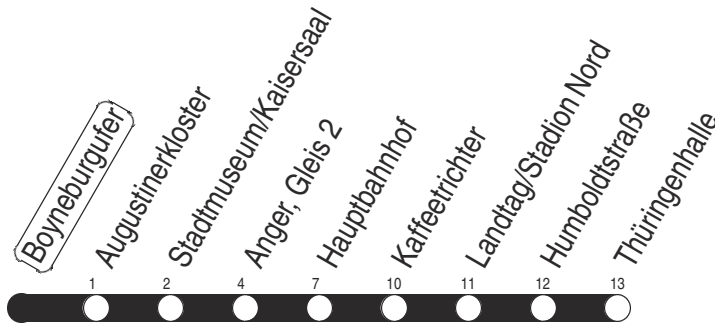 Boyneburgufer
Augustinerkloster
Stadtmuseum/Kaisersaal
Anger, Gleis 2
Hauptbahnhof
Kaffeetrichter
Landtag/Stadion Nord
Humboldtstraße
Thüringenhalle
1 2 4 7 10 11 12 13